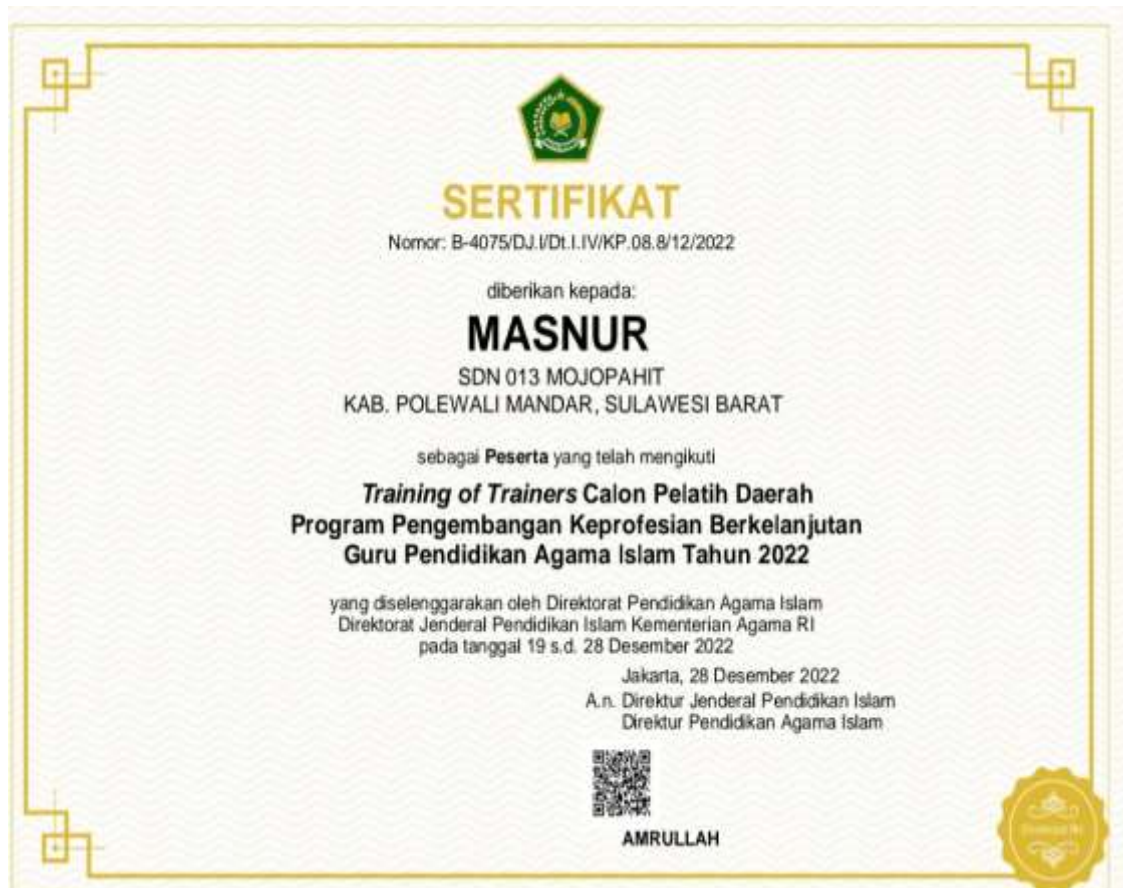 SERTIFIKAT
Nomor: B-4075/DJ.I/Dt.I.IV/KP.08.8/12/2022
diberikan kepada:
MASNUR
SDN 013 MOJOPAHIT
KAB. POLEWALI MANDAR, SULAWESI BARAT
sebagai Peserta yang telah mengikuti
Training of Trainers Calon Pelatih Daerah
Program Pengembangan Keprofesian Berkelanjutan
Guru Pendidikan Agama Islam Tahun 2022
yang diselenggarakan oleh Direktorat Pendidikan Agama Islam
Direktorat Jenderal Pendidikan Islam Kementerian Agama RI
pada tanggal 19 s.d. 28 Desember 2022
Jakarta, 28 Desember 2022
A.n. Direktur Jenderal Pendidikan Islam
Direktur Pendidikan Agama Islam
AMRULLAH